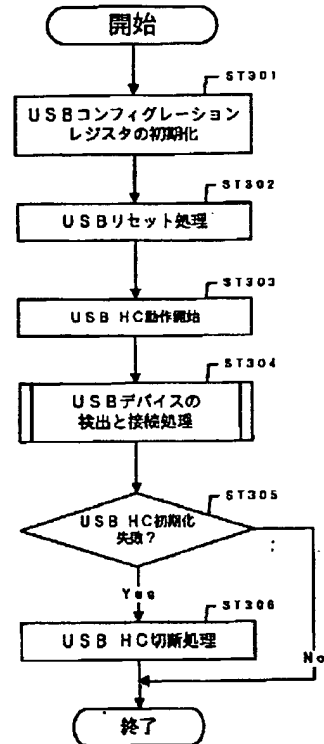 開始
ST301
USBコンフィグレーション
レジスタの初期化
ST302
USBリセット処理
ST303
USB HC動作開始
ST304
USBデバイスの
検出と接続処理
ST305
USB HC初期化
失敗?
Yes
ST306
USB HC切断処理
No
終了